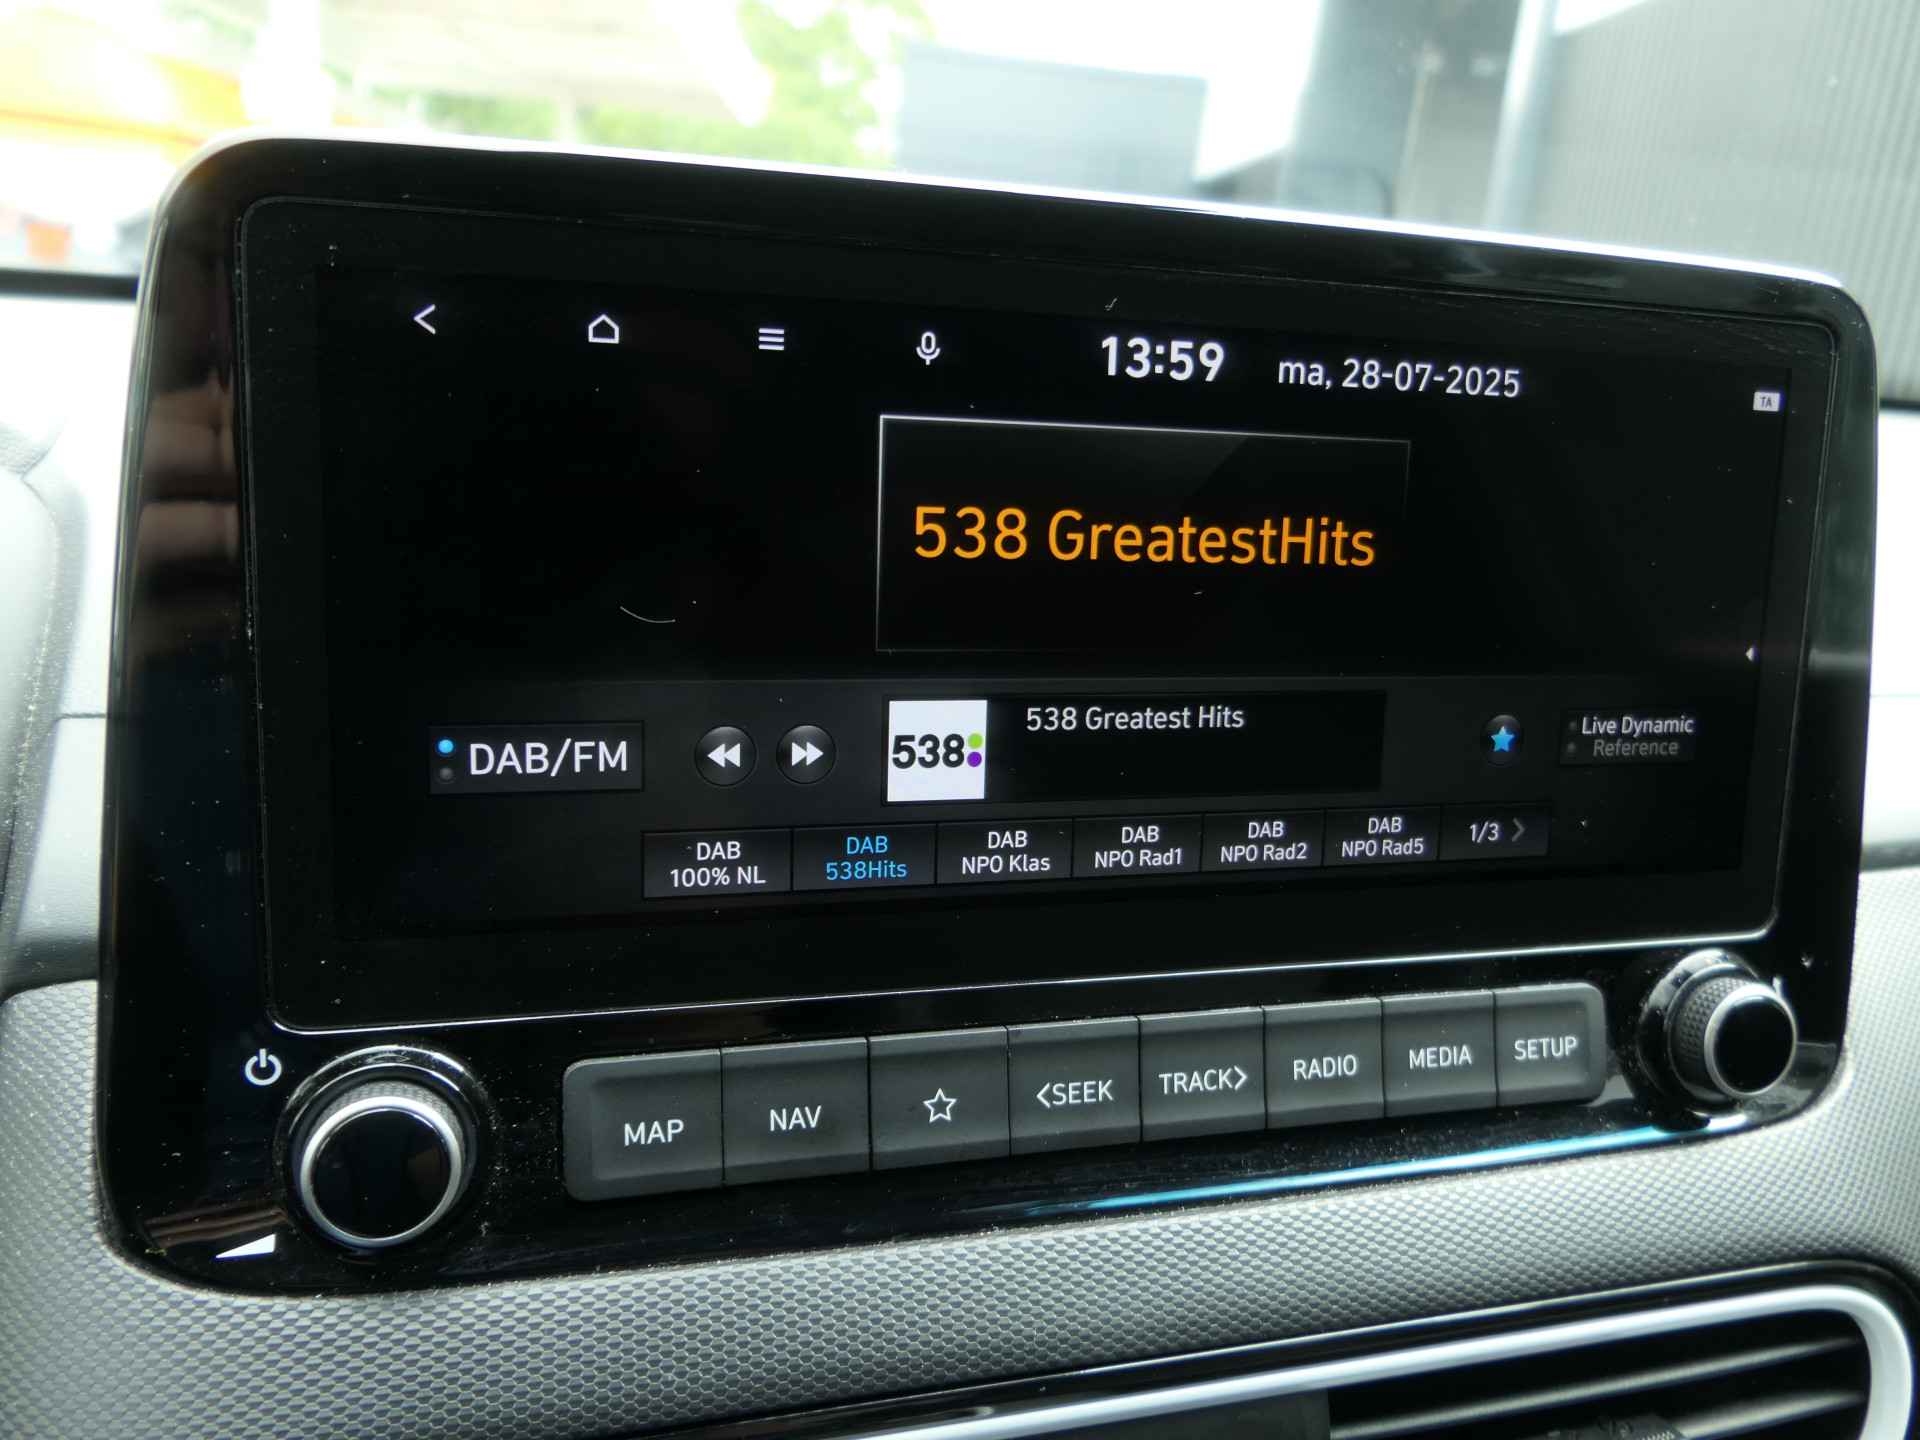 13:59 ma, 28-07-2025
TA
538 GreatestHits
DAB/FM
538
538 Greatest Hits
Live Dynamic
Reference
DAB
100% NL
DAB
538Hits
DAB
NPO Klas
DAB
NPO Rad1
DAB
NPO Rad2
DAB
NPO Rad5
1/3 >
MAP
NAV
<SEEK
TRACK>
RADIO
MEDIA
SETUP